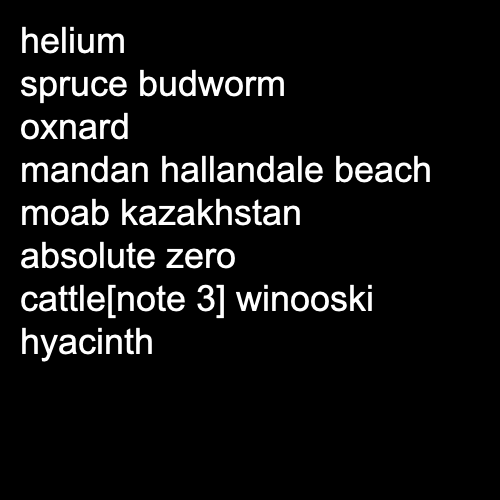 helium
spruce budworm
oxnard
mandan hallandale beach
moab kazakhstan
absolute zero
cattle[note 3] winooski
hyacinth